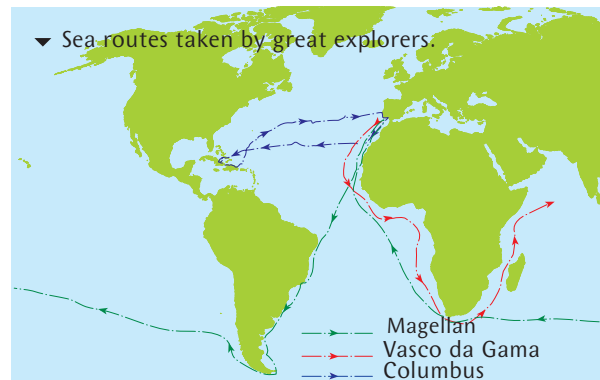 Sea routes taken by great explorers.
Magellan
Vasco da Gama
Columbus